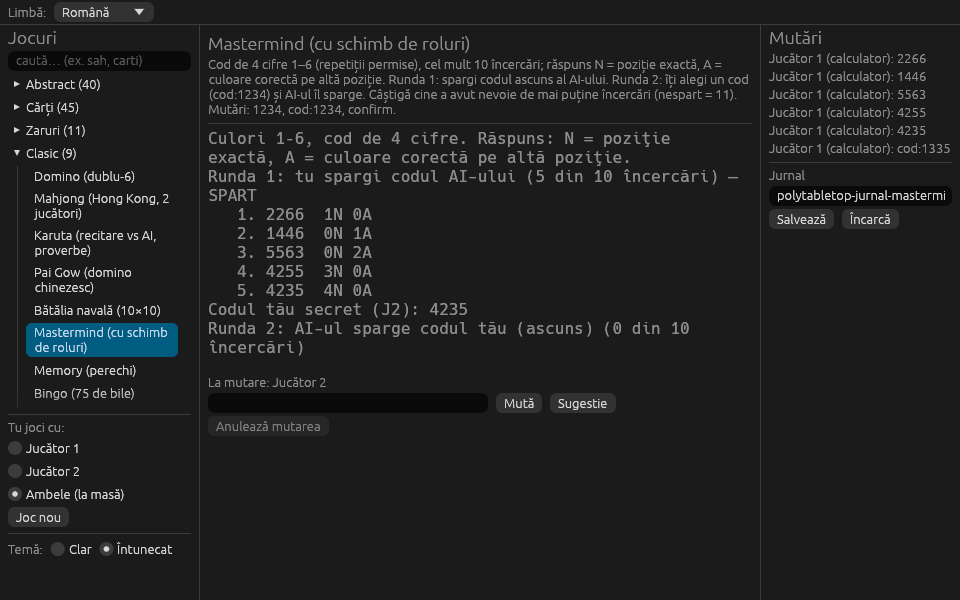 Limbă: Română
Jocuri
caută… (ex. sah, carti)
Abstract (40)
Cărți (45)
Zaruri (11)
Clasic (9)
Domino (dublu-6)
Mahjong (Hong Kong, 2
jucători)
Karuta (recitare vs AI,
proverbe)
Pai Gow (domino
chinezesc)
Bătălia navală (10×10)
Mastermind (cu schimb
de roluri)
Memory (perechi)
Bingo (75 de bile)
Tu joci cu:
Jucător 1
Jucător 2
Ambele (la masă)
Joc nou
Temă: Clar Întunecat
Mastermind (cu schimb de roluri)
Cod de 4 cifre 1–6 (repetiții permise), cel mult 10 încercări; răspuns N = poziție exactă, A =
culoare corectă pe altă poziție. Runda 1: spargi codul ascuns al AI-ului. Runda 2: îți alegi un cod
(cod:1234) și AI-ul îl sparge. Câștigă cine a avut nevoie de mai puține încercări (nespart = 11).
Mutări: 1234, cod:1234, confirm.
Culori 1-6, cod de 4 cifre. Răspuns: N = poziţie
exactă, A = culoare corectă pe altă poziţie.
Runda 1: tu spargi codul AI-ului (5 din 10 încercări) —
SPART
1. 2266 1N 0A
2. 1446 0N 1A
3. 5563 0N 2A
4. 4255 3N 0A
5. 4235 4N 0A
Codul tău secret (J2): 4235
Runda 2: AI-ul sparge codul tău (ascuns) (0 din 10
încercări)
La mutare: Jucător 2
Mută Sugestie
Anulează mutarea
Mutări
Jucător 1 (calculator): 2266
Jucător 1 (calculator): 1446
Jucător 1 (calculator): 5563
Jucător 1 (calculator): 4255
Jucător 1 (calculator): 4235
Jucător 1 (calculator): cod:1335
Jurnal
polytabletop-jurnal-mastermi
Salvează Încarcă